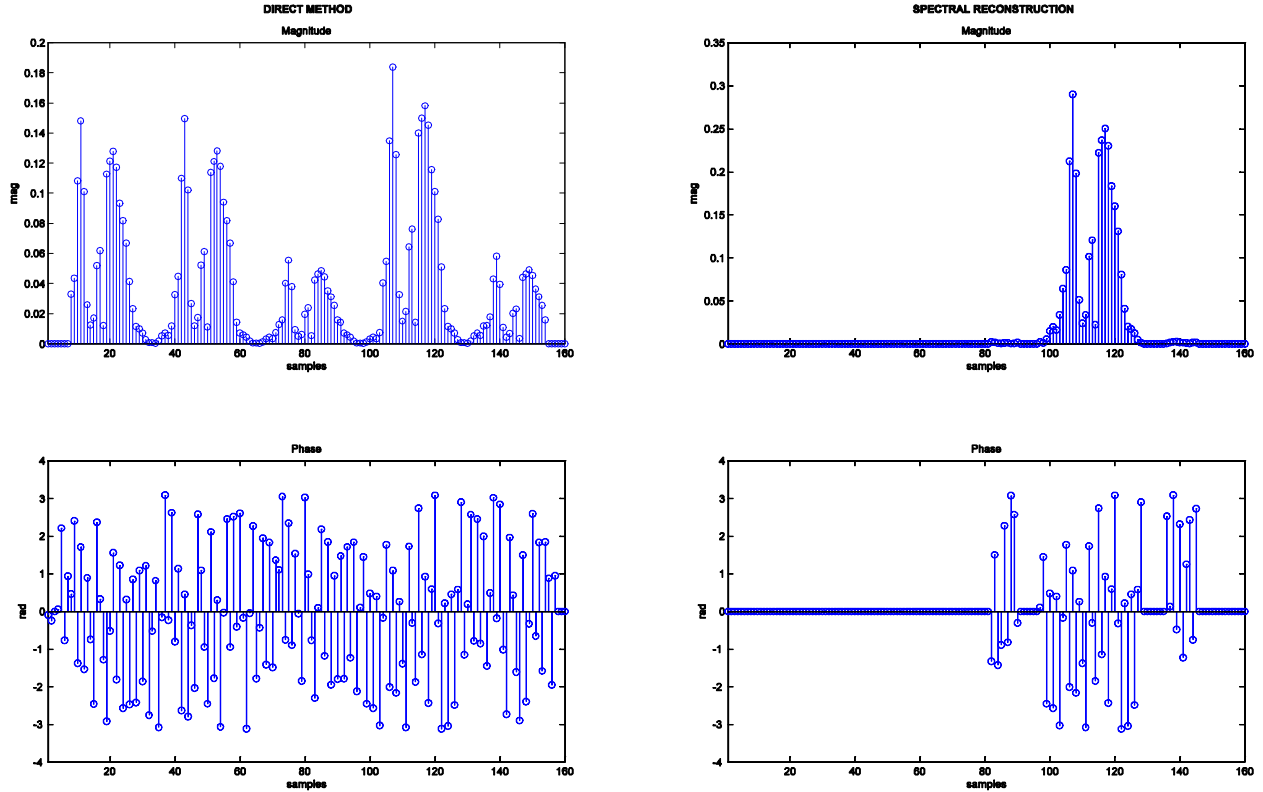 DIRECT METHOD
Magnitude
0.2
0.18
0.16
0.14
0.12
0.1
0.08
0.06
0.04
0.02
0
mag
20 40 60 80 100 120 140 160
samples
SPECTRAL RECONSTRUCTION
Magnitude
0.35
0.3
0.25
0.2
0.15
0.1
0.05
0
mag
20 40 60 80 100 120 140 160
samples
Phase
4
3
2
1
0
-1
-2
-3
-4
rad
20 40 60 80 100 120 140 160
samples
Phase
4
3
2
1
0
-1
-2
-3
-4
rad
20 40 60 80 100 120 140 160
samples